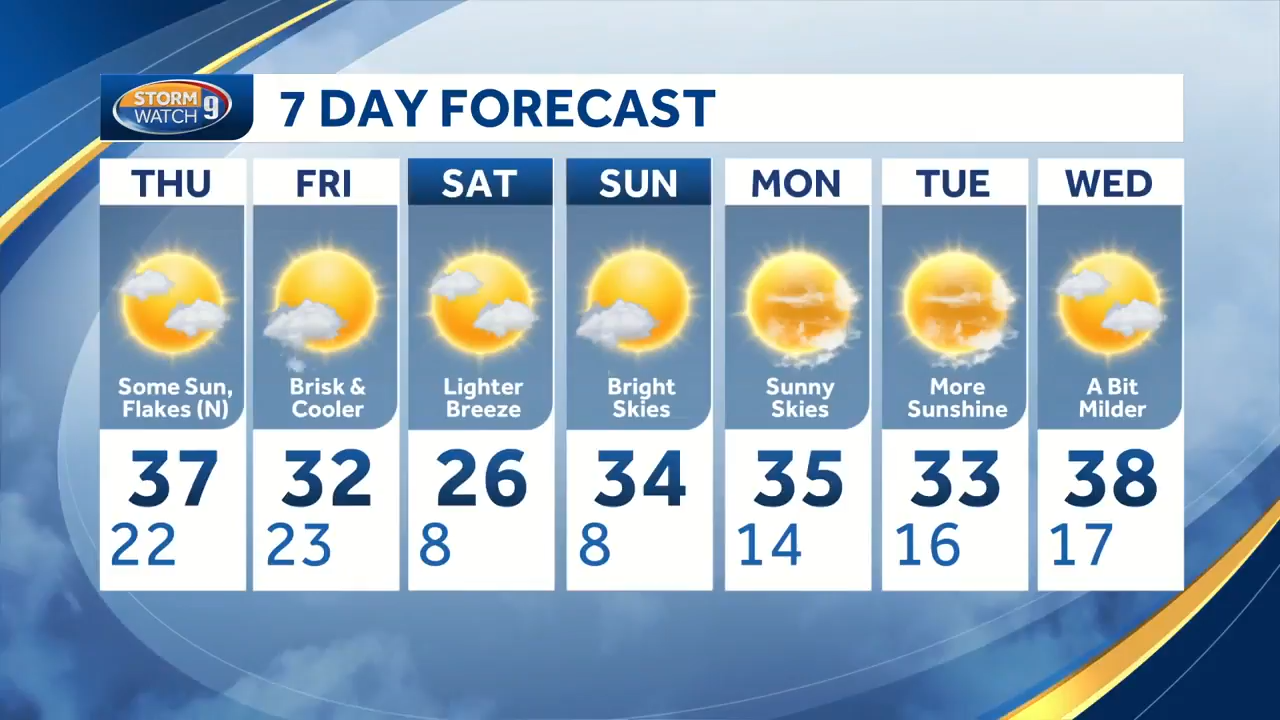 STORM
WATCH 9
7 DAY FORECAST
THU
FRI
SAT
SUN
MON
TUE
WED
Some Sun,
Flakes (N)
Brisk &
Cooler
Lighter
Breeze
Bright
Skies
Sunny
Skies
More
Sunshine
A Bit
Milder
37
32
26
34
35
33
38
22
23
8
8
14
16
17